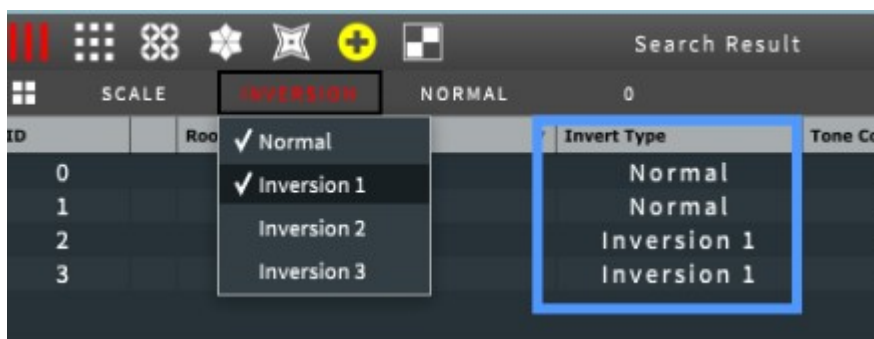 Search Result
SCALE INVERSION NORMAL 0
ID Roo Invert Type Tone Co
✓ Normal
✓ Inversion 1
Inversion 2
Inversion 3
0 Normal
1 Normal
2 Inversion 1
3 Inversion 1